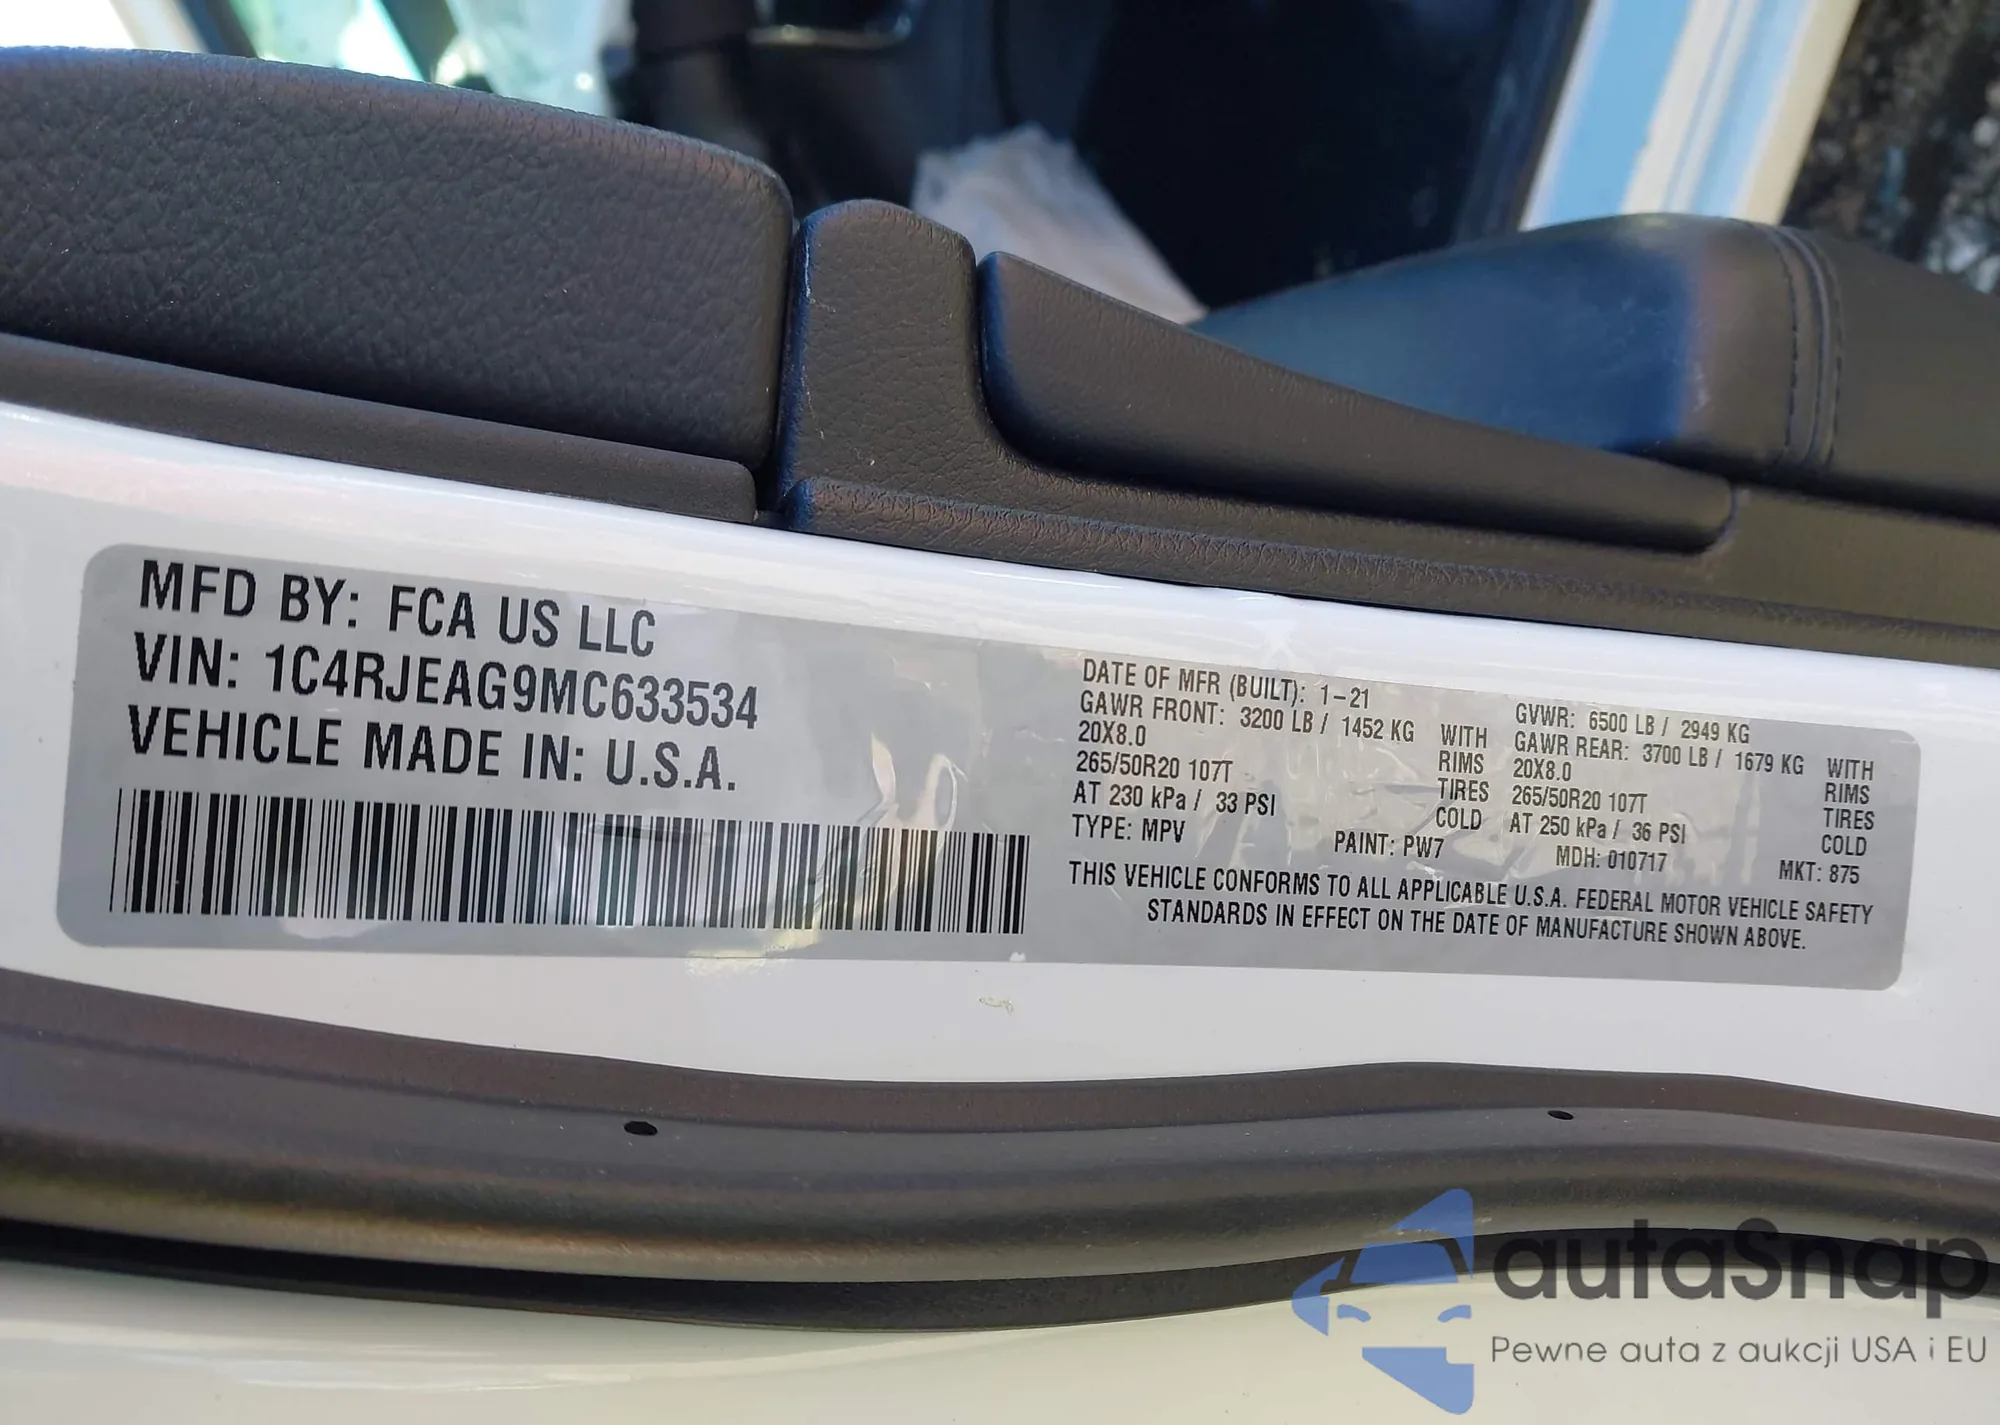 MFD BY: FCA US LLC
VIN: 1C4RJEAG9MC633534
VEHICLE MADE IN: U.S.A.
DATE OF MFR (BUILT): 1-21
GAWR FRONT: 3200 LB / 1452 KG WITH
20X8.0 RIMS
265/50R20 107T TIRES
AT 230 kPa / 33 PSI COLD
TYPE: MPV
GVWR: 6500 LB / 2949 KG
GAWR REAR: 3700 LB / 1679 KG WITH
20X8.0 RIMS
265/50R20 107T TIRES
AT 250 kPa / 36 PSI COLD
PAINT: PW7 MDH: 010717 MKT: 875
THIS VEHICLE CONFORMS TO ALL APPLICABLE U.S.A. FEDERAL MOTOR VEHICLE SAFETY
STANDARDS IN EFFECT ON THE DATE OF MANUFACTURE SHOWN ABOVE.
autaSnap
Pewne auta z aukcji USA i EU